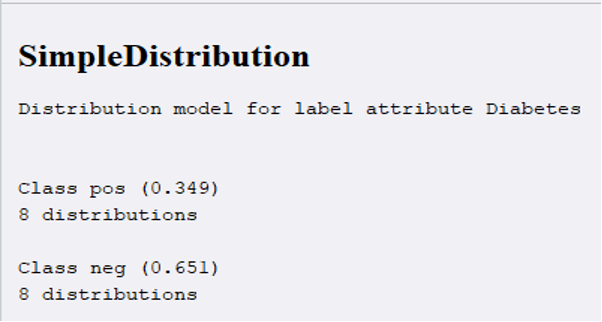 SimpleDistribution
Distribution model for label attribute Diabetes
Class pos (0.349)
8 distributions
Class neg (0.651)
8 distributions